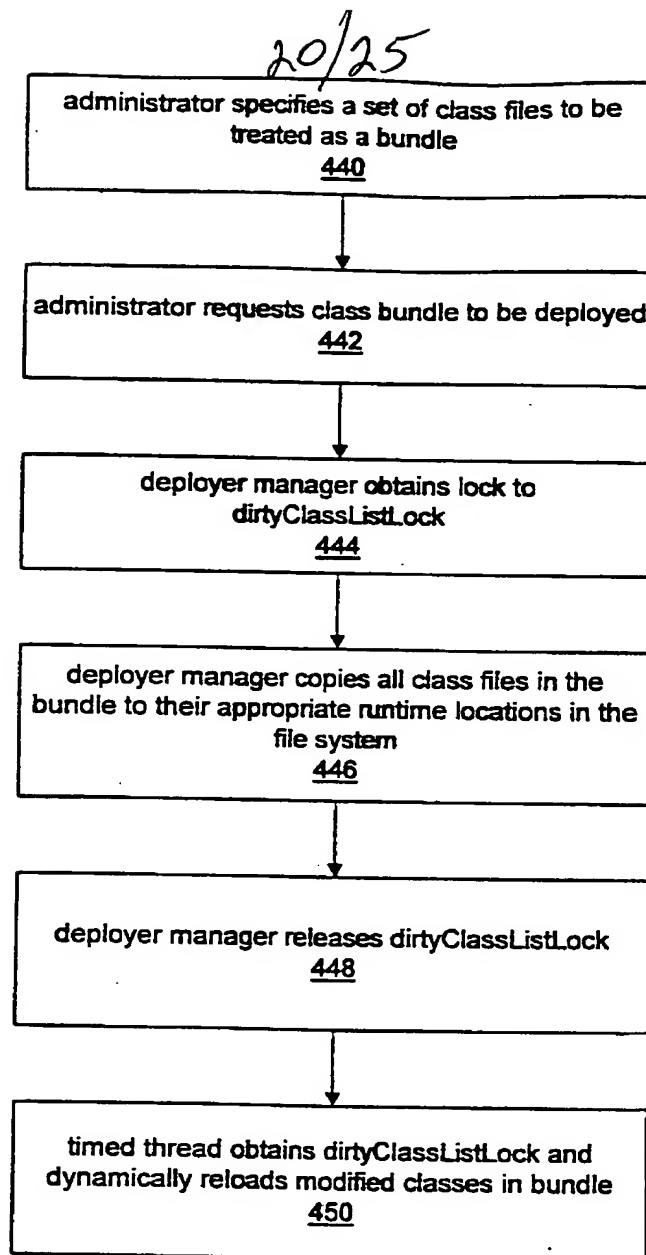 20/25
administrator specifies a set of class files to be
treated as a bundle
440
administrator requests class bundle to be deployed
442
deployer manager obtains lock to
dirtyClassListLock
444
deployer manager copies all class files in the
bundle to their appropriate runtime locations in the
file system
446
deployer manager releases dirtyClassListLock
448
timed thread obtains dirtyClassListLock and
dynamically reloads modified classes in bundle
450